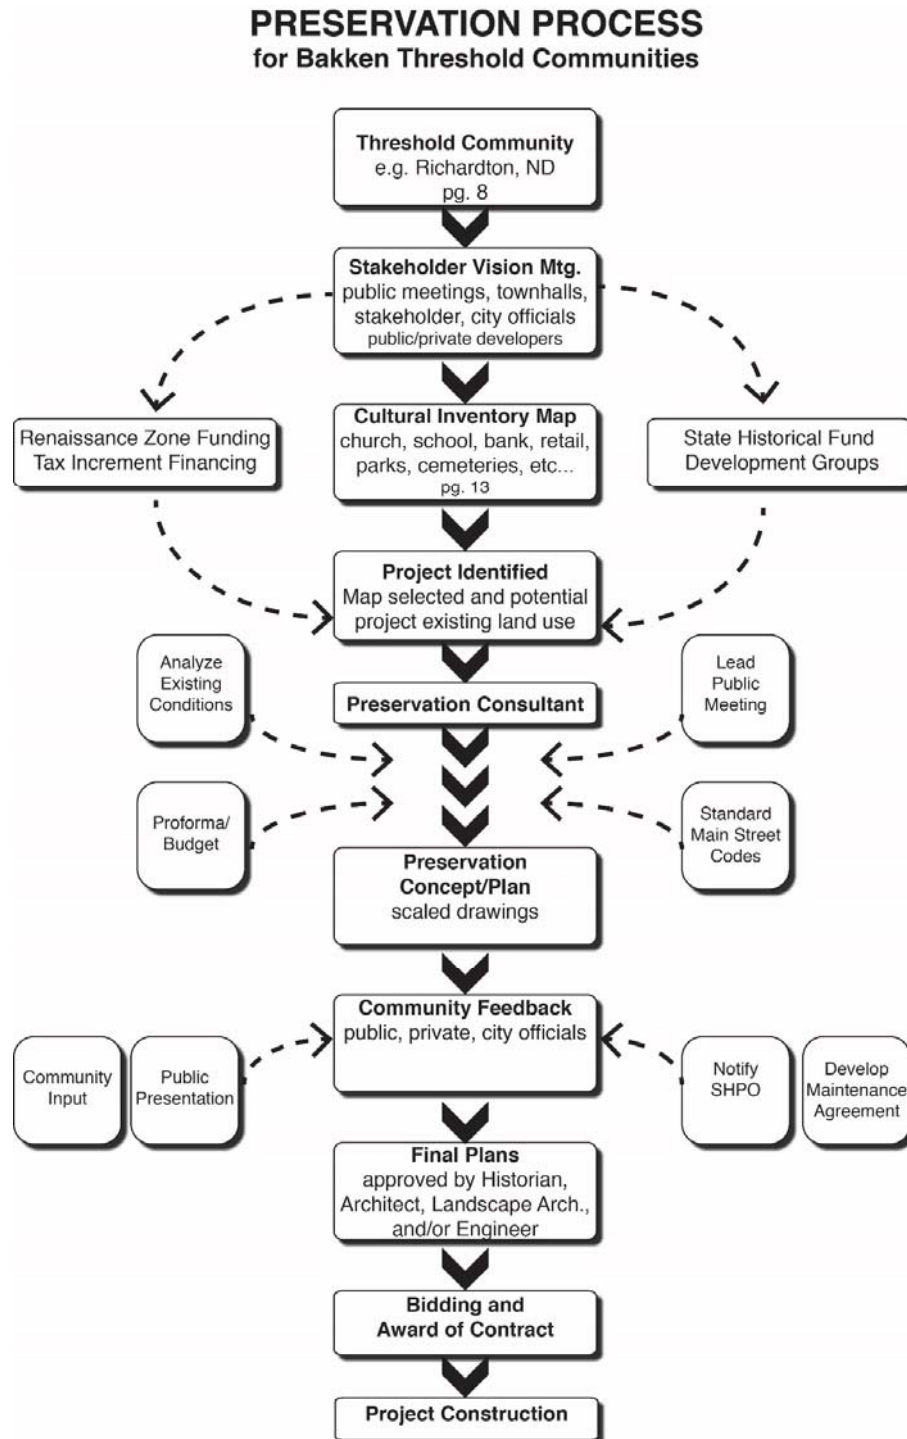 PRESERVATION PROCESS
for Bakken Threshold Communities
Threshold Community
e.g. Richardton, ND
pg. 8
Stakeholder Vision Mtg.
public meetings, townhalls,
stakeholder, city officials
public/private developers
Renaissance Zone Funding
Tax Increment Financing
Cultural Inventory Map
church, school, bank, retail,
parks, cemeteries, etc...
pg. 13
State Historical Fund
Development Groups
Project Identified
Map selected and potential
project existing land use
Analyze
Existing
Conditions
Lead
Public
Meeting
Preservation Consultant
Proforma/
Budget
Standard
Main Street
Codes
Preservation
Concept/Plan
scaled drawings
Community Feedback
public, private, city officials
Community
Input
Public
Presentation
Notify
SHPO
Develop
Maintenance
Agreement
Final Plans
approved by Historian,
Architect, Landscape Arch.,
and/or Engineer
Bidding and
Award of Contract
Project Construction